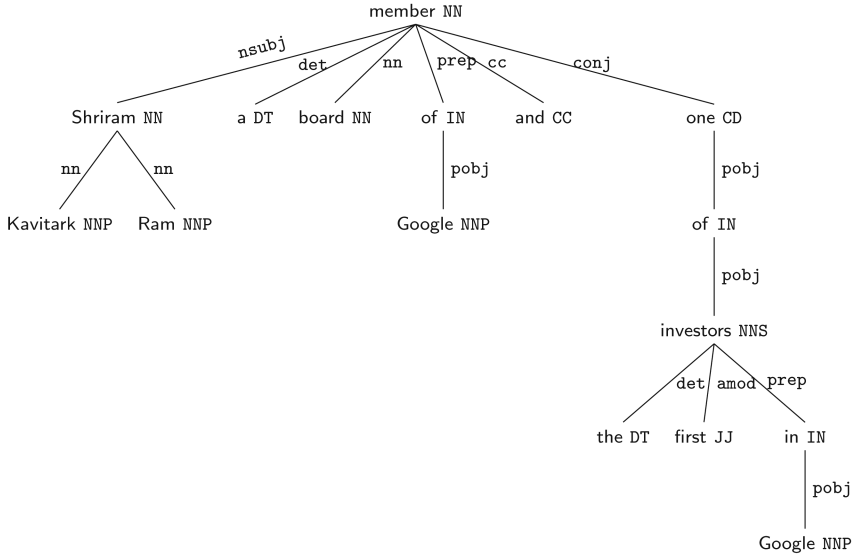 member NN
nsubj det nn prep cc conj
Shriram NN a DT board NN of IN and CC one CD
nn nn pobj pobj
Kavitark NNP Ram NNP Google NNP of IN
pobj
investors NNS
det amod prep
the DT first JJ in IN
pobj
Google NNP